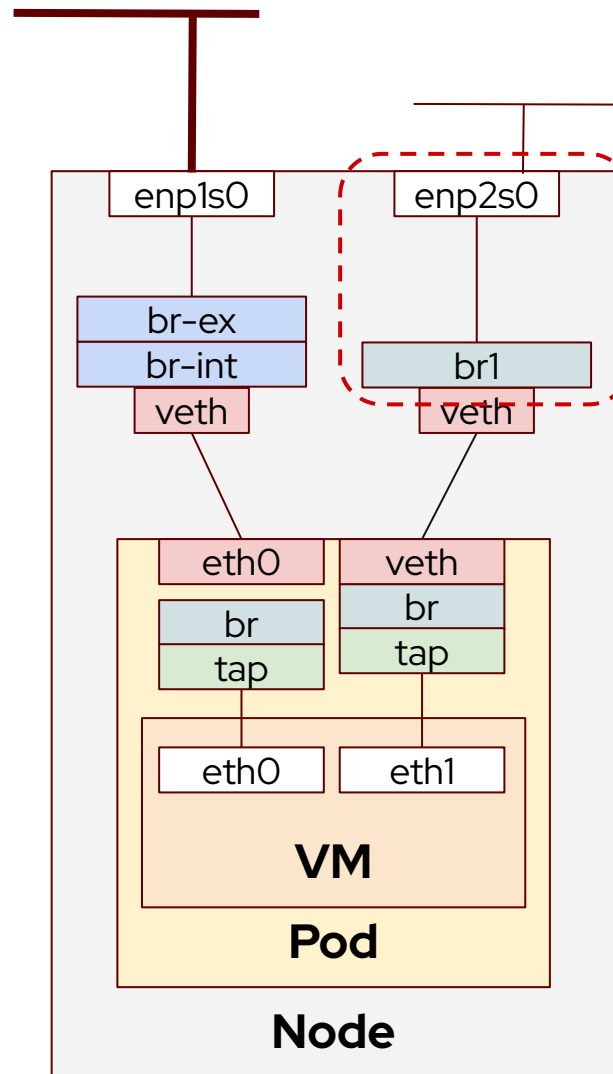 enp1s0
enp2s0
br-ex
br-int
br1
veth
veth
eth0
veth
br
br
tap
tap
eth0
eth1
VM
Pod
Node